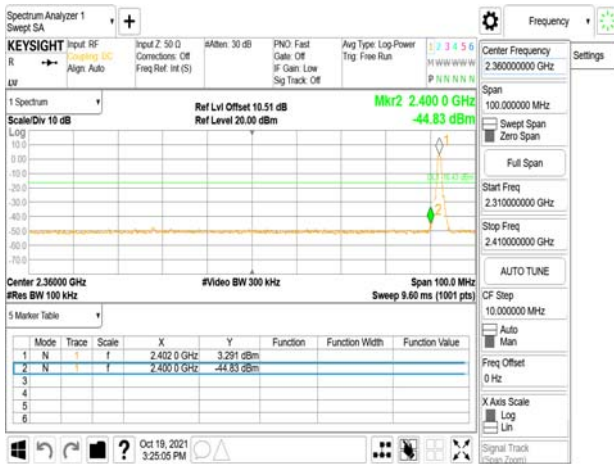 Spectrum Analyzer 1
Swept SA
Frequency
KEYSIGHT Input: RF Input Z: 50 Ω #Atten: 30 dB PNO: Fast Avg Type: Log-Power 1 2 3 4 5 6
R Coupling: DC Corrections: Off Gate: Off Trig: Free Run M W W W W W
Align: Auto Freq Ref: Int (S) IF Gain: Low P N N N N N
LW Sig Track: Off
Center Frequency
2.360000000 GHz
Settings
Span
100.000000 MHz
Swept Span
Zero Span
Full Span
Start Freq
2.310000000 GHz
Stop Freq
2.410000000 GHz
AUTO TUNE
CF Step
10.000000 MHz
Auto
Man
Freq Offset
0 Hz
X Axis Scale
Log
Lin
Signal Track
(Span Zoom)
1 Spectrum
Scale/Div 10 dB
Ref Lvl Offset 10.51 dB
Ref Level 20.00 dBm
Mkr2 2.400 0 GHz
-44.83 dBm
Log
10.0
0.00
-10.0
-20.0
-30.0
-40.0
-50.0
-60.0
-70.0
1
2
Center 2.36000 GHz #Video BW 300 kHz Span 100.0 MHz
#Res BW 100 kHz Sweep 9.60 ms (1001 pts)
5 Marker Table
Mode Trace Scale X Y Function Function Width Function Value
1 N 1 f 2.402 0 GHz 3.291 dBm
2 N 1 f 2.400 0 GHz -44.83 dBm
3
4
5
6
? Oct 19, 2021
3:25:05 PM